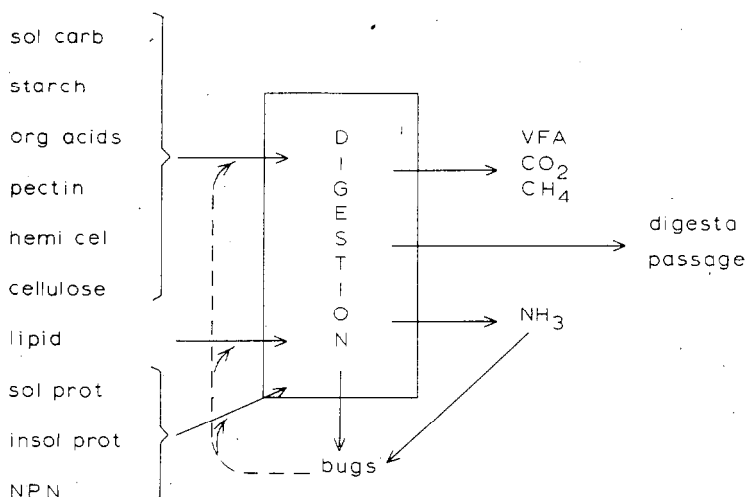 sol carb
starch
org acids
pectin
hemi cel
cellulose
lipid
sol prot
insol prot
NPN
DIGESTION
VFA
CO2
CH4
NH3
digesta
passage
bugs